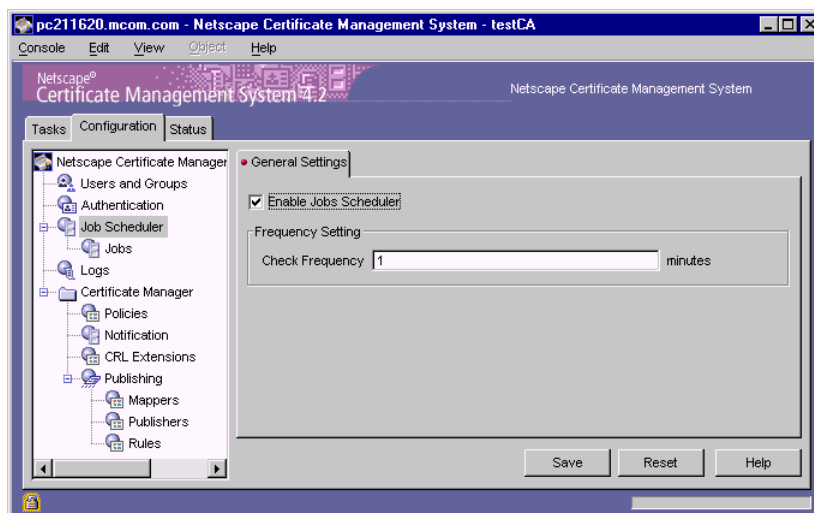 pc211620.mcom.com - Netscape Certificate Management System - testCA
Console Edit View Object Help
Netscape®
Certificate Management System 4.2
Netscape Certificate Management System
Tasks Configuration Status
Netscape Certificate Manager
Users and Groups
Authentication
Job Scheduler
Jobs
Logs
Certificate Manager
Policies
Notification
CRL Extensions
Publishing
Mappers
Publishers
Rules
General Settings
Enable Jobs Scheduler
Frequency Setting
Check Frequency 1 minutes
Save Reset Help